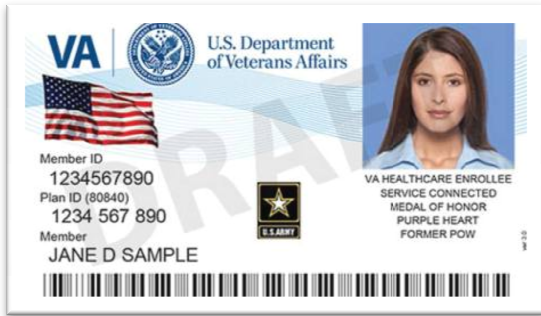 VA
U.S. Department
of Veterans Affairs
Member ID
1234567890
Plan ID (80840)
1234 567 890
Member
JANE D SAMPLE
U.S.ARMY
VA HEALTHCARE ENROLLEE
SERVICE CONNECTED
MEDAL OF HONOR
PURPLE HEART
FORMER POW
DRAFT